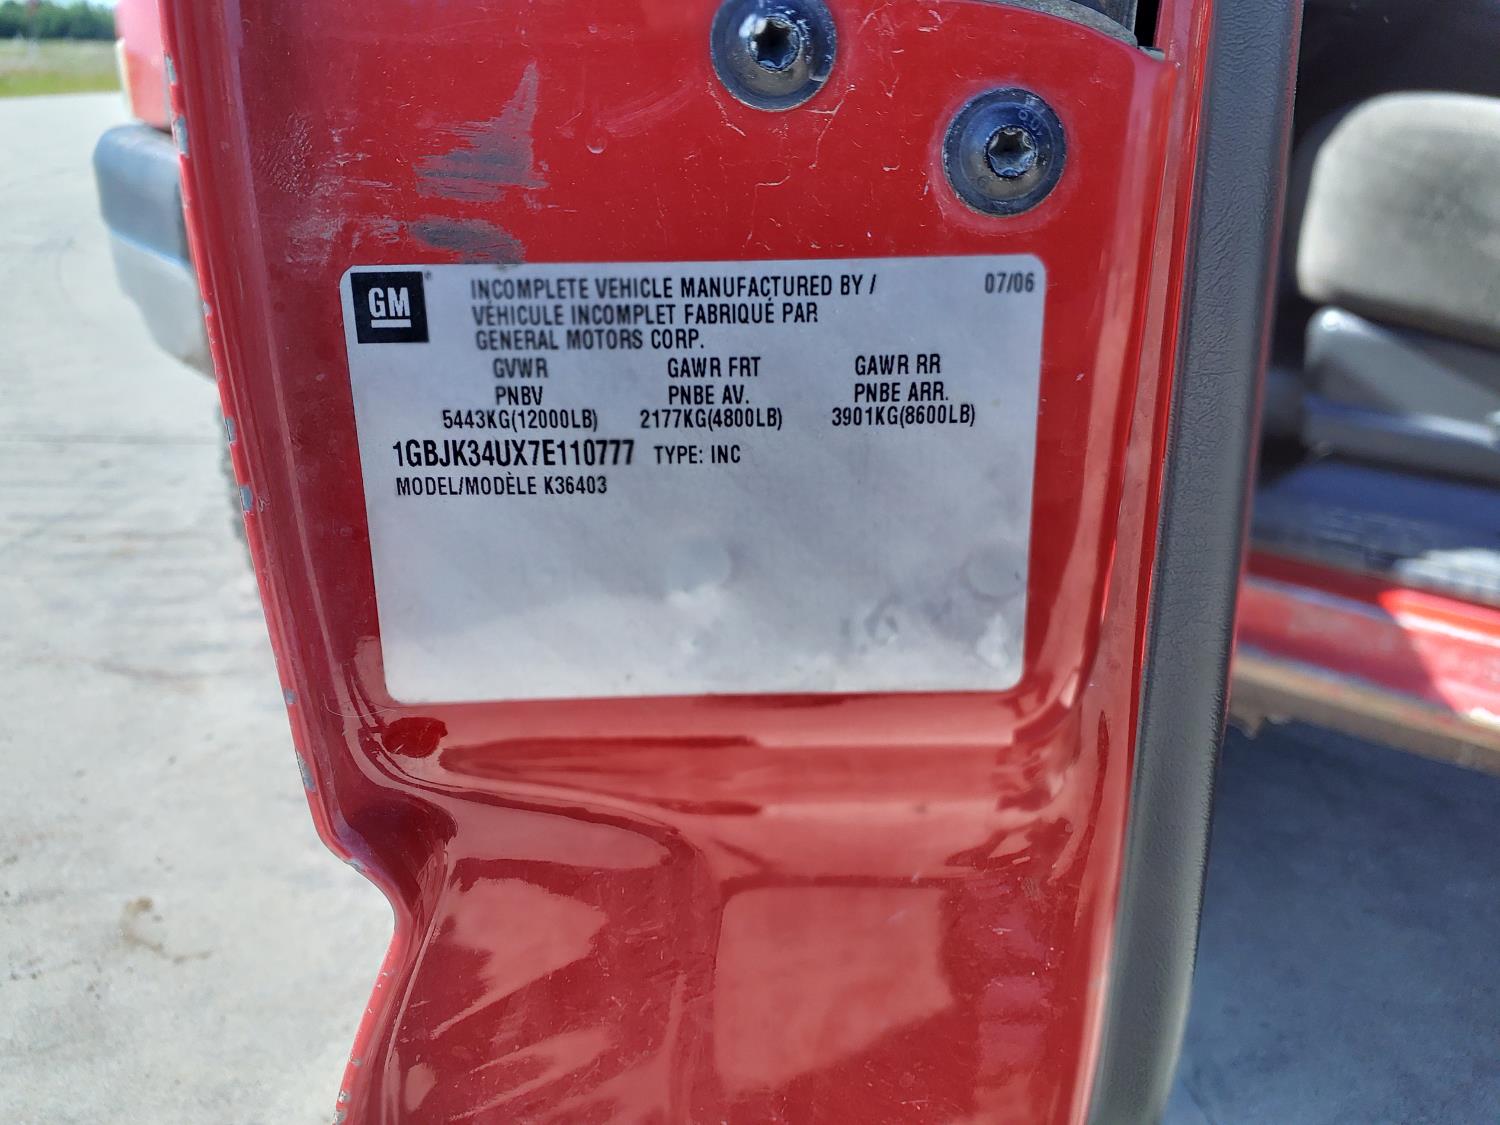 GM® INCOMPLETE VEHICLE MANUFACTURED BY / 07/06
VEHICULE INCOMPLET FABRIQUÉ PAR
GENERAL MOTORS CORP.
GVWR GAWR FRT GAWR RR
PNBV PNBE AV. PNBE ARR.
5443KG(12000LB) 2177KG(4800LB) 3901KG(8600LB)
1GBJK34UX7E110777 TYPE: INC
MODEL/MODÈLE K36403